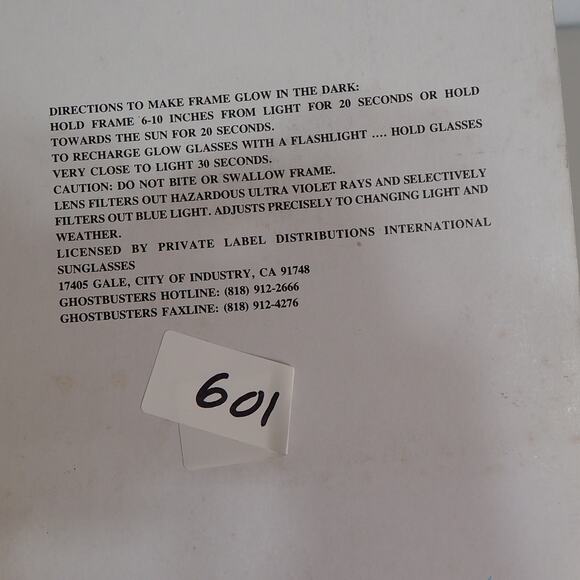 DIRECTIONS TO MAKE FRAME GLOW IN THE DARK:
HOLD FRAME 6-10 INCHES FROM LIGHT FOR 20 SECONDS OR HOLD
TOWARDS THE SUN FOR 20 SECONDS.
TO RECHARGE GLOW GLASSES WITH A FLASHLIGHT .... HOLD GLASSES
VERY CLOSE TO LIGHT 30 SECONDS.
CAUTION: DO NOT BITE OR SWALLOW FRAME.
LENS FILTERS OUT HAZARDOUS ULTRA VIOLET RAYS AND SELECTIVELY
FILTERS OUT BLUE LIGHT. ADJUSTS PRECISELY TO CHANGING LIGHT AND
WEATHER.
LICENSED BY PRIVATE LABEL DISTRIBUTIONS INTERNATIONAL
SUNGLASSES
17405 GALE, CITY OF INDUSTRY, CA 91748
GHOSTBUSTERS HOTLINE: (818) 912-2666
GHOSTBUSTERS FAXLINE: (818) 912-4276
601